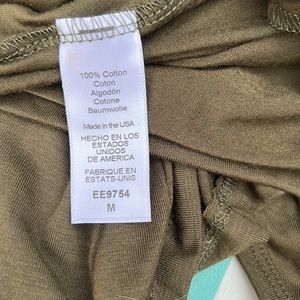 100% Cotton
Coton
Algodón
Cotone
Baumwolle
Made in the USA
HECHO EN LOS
ESTADOS
UNIDOS
DE AMERICA
FABRIQUE EN
ESTATS-UNIS
EE9754
M